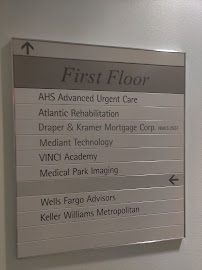 First Floor
AHS Advanced Urgent Care
Atlantic Rehabilitation
Draper & Kramer Mortgage Corp.
Mediant Technology
VINCI Academy
Medical Park Imaging
Wells Fargo Advisors
Keller Williams Metropolitan